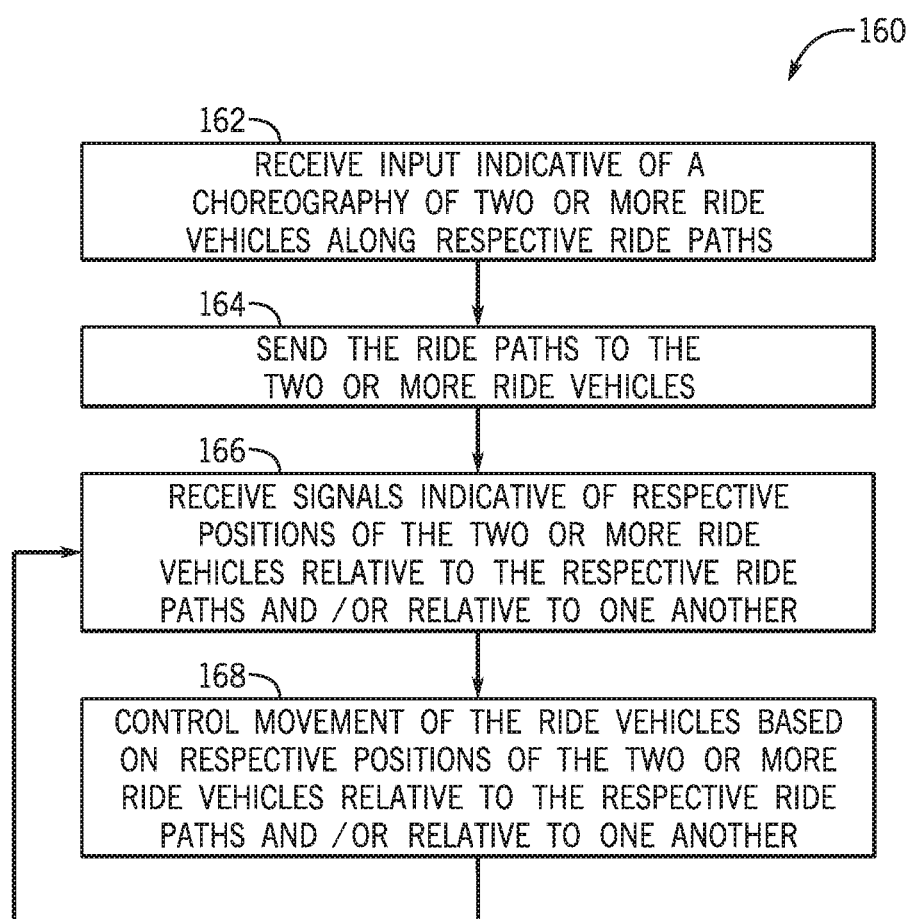 160
162
RECEIVE INPUT INDICATIVE OF A
CHOREOGRAPHY OF TWO OR MORE RIDE
VEHICLES ALONG RESPECTIVE RIDE PATHS
164
SEND THE RIDE PATHS TO THE
TWO OR MORE RIDE VEHICLES
166
RECEIVE SIGNALS INDICATIVE OF RESPECTIVE
POSITIONS OF THE TWO OR MORE RIDE
VEHICLES RELATIVE TO THE RESPECTIVE RIDE
PATHS AND /OR RELATIVE TO ONE ANOTHER
168
CONTROL MOVEMENT OF THE RIDE VEHICLES BASED
ON RESPECTIVE POSITIONS OF THE TWO OR MORE
RIDE VEHICLES RELATIVE TO THE RESPECTIVE RIDE
PATHS AND /OR RELATIVE TO ONE ANOTHER